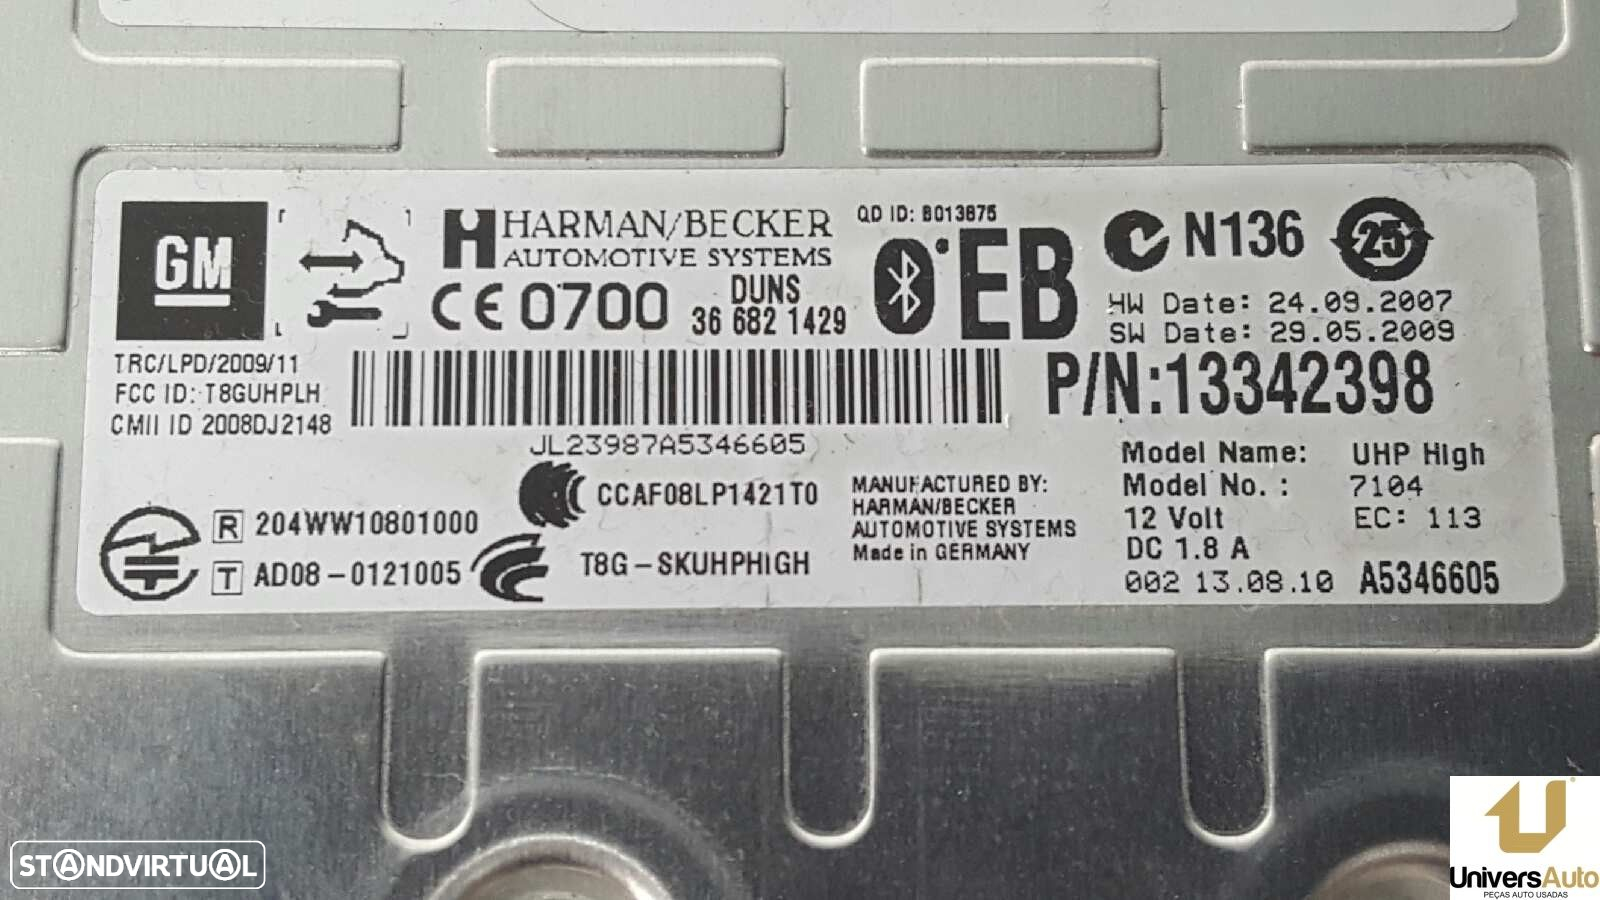 GM
HARMAN/BECKER
AUTOMOTIVE SYSTEMS
CE 0700
DUNS
36 682 1429
QD ID: B013875
EB
N136
25
HW Date: 24.09.2007
SW Date: 29.05.2009
TRC/LPD/2009/11
FCC ID: T8GUHPLH
CMII ID 2008DJ2148
P/N:13342398
JL23987A5346605
CCAF08LP1421T0
R 204WW10801000
T AD08-0121005
T8G-SKUHPHIGH
MANUFACTURED BY:
HARMAN/BECKER
AUTOMOTIVE SYSTEMS
Made in GERMANY
Model Name: UHP High
Model No. : 7104
12 Volt EC: 113
DC 1.8 A
002 13.08.10 A5346605
STANDVIRTUAL
UniversAuto
PEÇAS AUTO USADAS